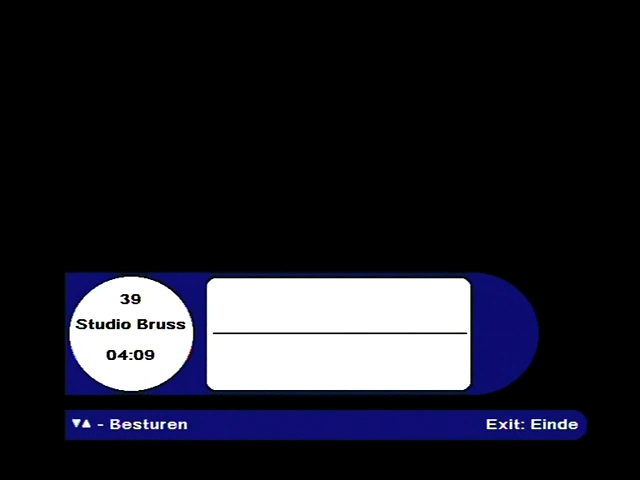 39
Studio Bruss
04:09
▼▲ - Besturen
Exit: Einde